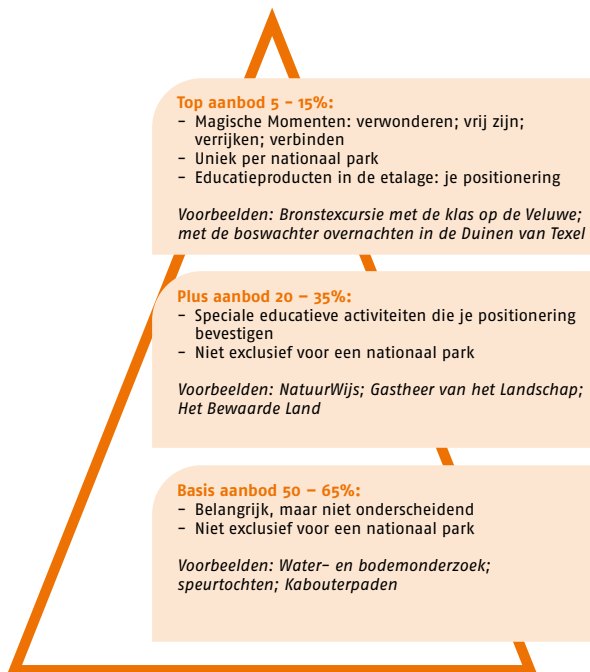 Top aanbod 5 - 15%:
- Magische Momenten: verwonderen; vrij zijn;
verrijken; verbinden
- Uniek per nationaal park
- Educatieproducten in de etalage: je positionering
Voorbeelden: Bronstexcursie met de klas op de Veluwe;
met de boswachter overnachten in de Duinen van Texel
Plus aanbod 20 – 35%:
- Speciale educatieve activiteiten die je positionering
bevestigen
- Niet exclusief voor een nationaal park
Voorbeelden: NatuurWijs; Gastheer van het Landschap;
Het Bewaarde Land
Basis aanbod 50 – 65%:
- Belangrijk, maar niet onderscheidend
- Niet exclusief voor een nationaal park
Voorbeelden: Water- en bodemonderzoek;
speurtochten; Kabouterpaden